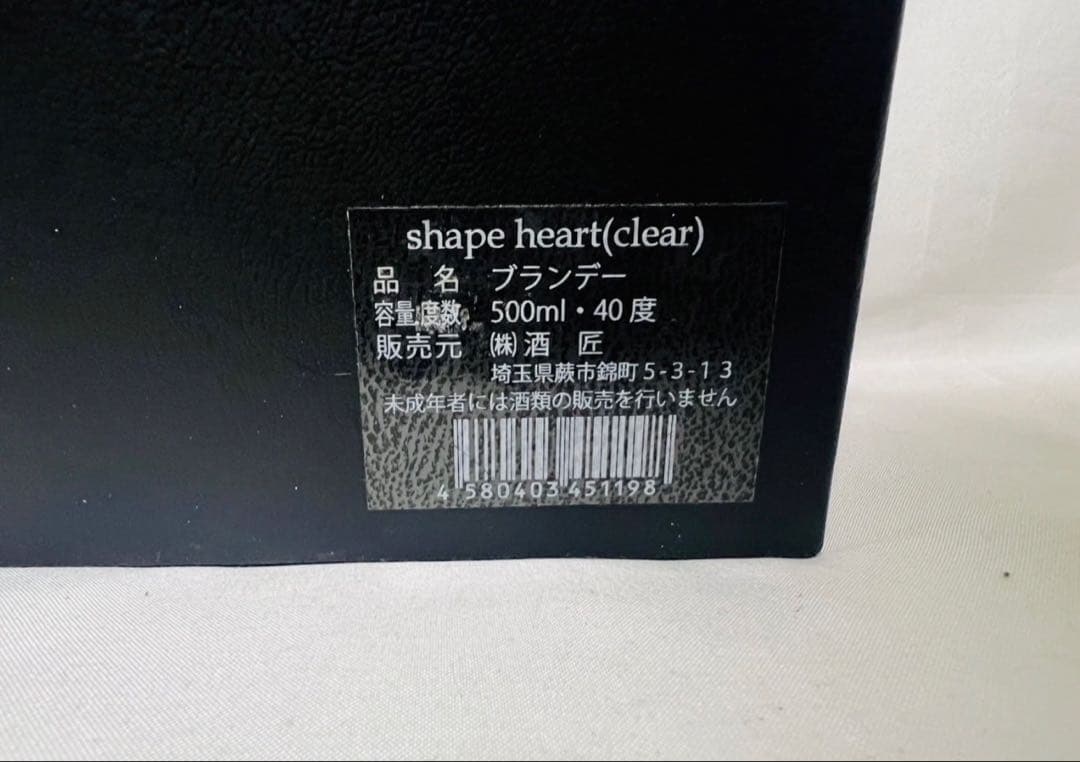 shape heart(clear)
品 名 ブランデー
容量度数 500ml・40度
販売元 ㈱酒 匠
埼玉県蕨市錦町5-3-13
未成年者には酒類の販売を行いません
4 580403 451198